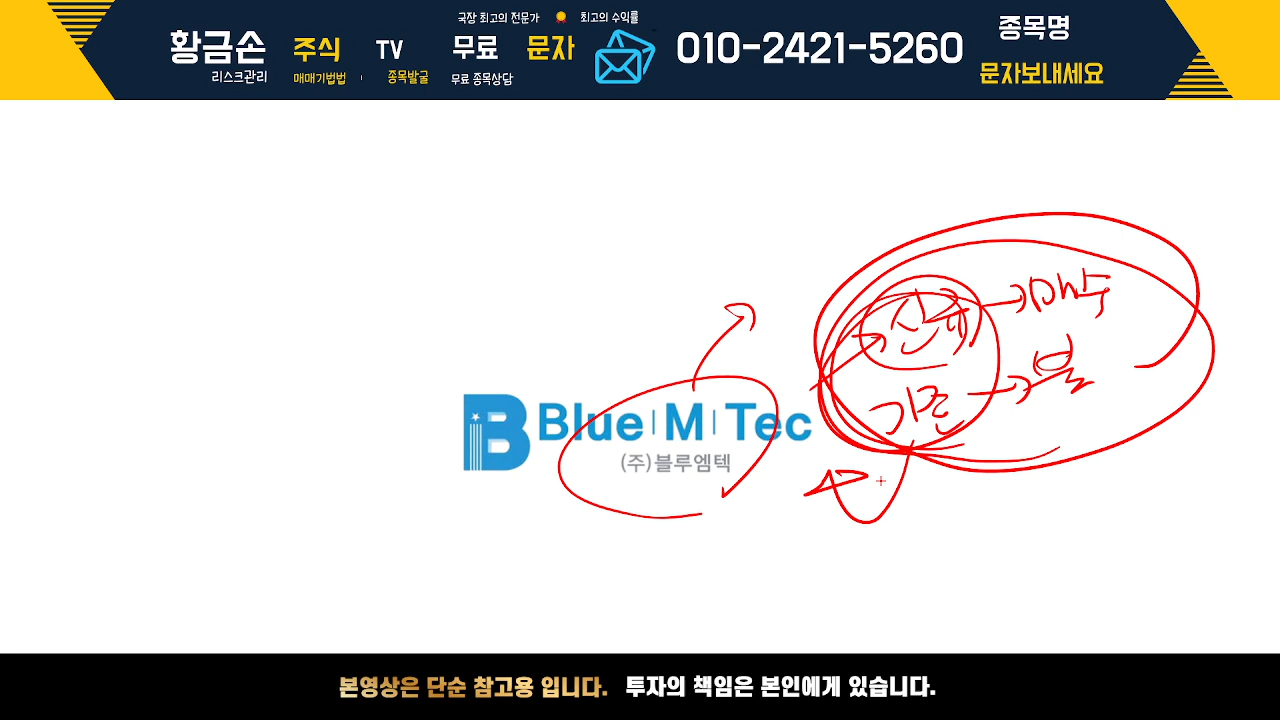 국장 최고의 전문가 최고의 수익률
황금손 주식 TV 무료 문자 010-2421-5260 종목명
리스크관리 매매기법법 종목발굴 무료 종목상담 문자보내세요
신규 → 매수
기존 → 불
Blue M Tec
(주)블루엠텍
본영상은 단순 참고용 입니다. 투자의 책임은 본인에게 있습니다.